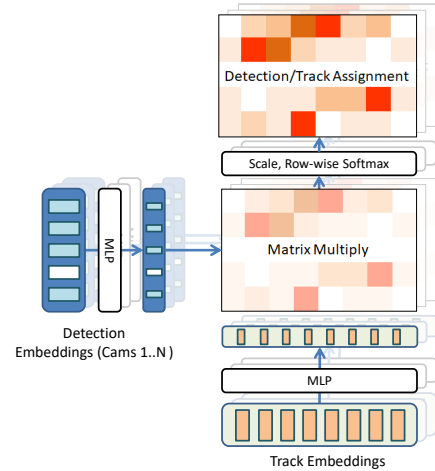 Detection/Track Assignment
Scale, Row-wise Softmax
MLP
Matrix Multiply
Detection
Embeddings (Cams 1..N )
MLP
Track Embeddings